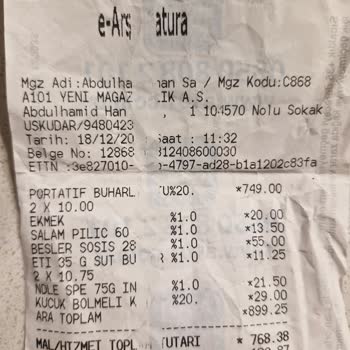 e-Ars atura
Mgz Adi:Abdulha han Sa / Mgz Kodu:C868
A101 YENI MAGAZ LIK A.S.
Abdulhamid Han , 1 104570 Nolu Sokak
USKUDAR/9480423
Tarih: 18/12/20 Saat : 11:32
Belge No: 12868 312408600030
ETTN :3e827010- -4797-ad28-b1a1202c83fa
PORTATIF BUHARL TU%20. *749.00
2 X 10.00
EKMEK %1.0 *20.00
SALAM PILIC 60 %1.0 *13.50
BESLER SOSIS 28 %1.0 *55.00
ETI 35 G SUT BU %1.0 *11.25
2 X 10.75
NOLE SPE 75G IN %1.0 *21.50
KUCUK BOLMELI K %20. *29.00
ARA TOPLAM *899.25
MAL/HIZMET TOPL TUTARI * 768.38